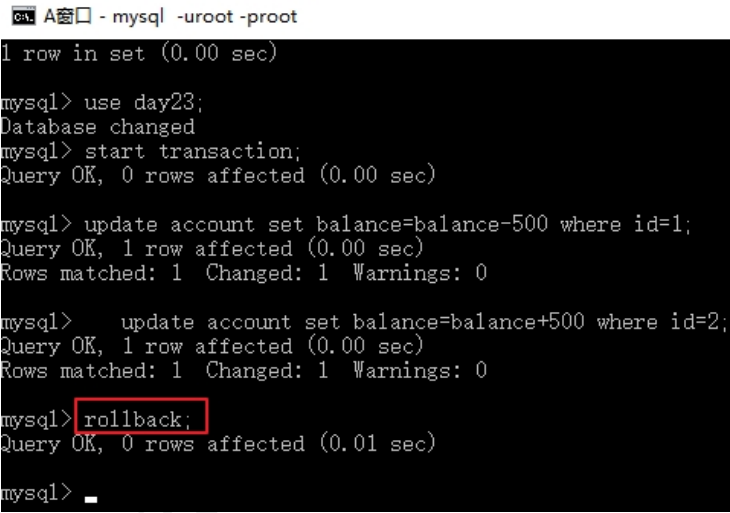 A窗口 - mysql -uroot -proot
1 row in set (0.00 sec)
mysql> use day23;
Database changed
mysql> start transaction;
Query OK, 0 rows affected (0.00 sec)
mysql> update account set balance=balance-500 where id=1;
Query OK, 1 row affected (0.00 sec)
Rows matched: 1  Changed: 1  Warnings: 0
mysql>    update account set balance=balance+500 where id=2;
Query OK, 1 row affected (0.00 sec)
Rows matched: 1  Changed: 1  Warnings: 0
mysql> rollback;
Query OK, 0 rows affected (0.01 sec)
mysql>